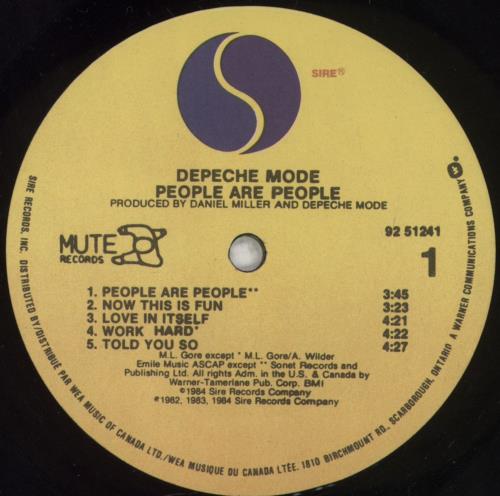 SIRE®
DEPECHE MODE
PEOPLE ARE PEOPLE
PRODUCED BY DANIEL MILLER AND DEPECHE MODE
MUTE
RECORDS
92 51241
1
1. PEOPLE ARE PEOPLE** 3:45
2. NOW THIS IS FUN 3:23
3. LOVE IN ITSELF 4:21
4. WORK HARD* 4:22
5. TOLD YOU SO 4:27
M.L. Gore except * M.L. Gore/A. Wilder
Emile Music ASCAP except ** Sonet Records and
Publishing Ltd. All rights Adm. in the U.S. & Canada by
Warner-Tamerlane Pub. Corp. BMI
℗1984 Sire Records Company
℗1982, 1983, 1984 Sire Records Company
SIRE RECORDS, INC. DISTRIBUTED BY/DISTRIBUÉ PAR WEA MUSIC OF CANADA LTD./WEA MUSIQUE DU CANADA LTÉE. 1810 BIRCHMOUNT RD., SCARBOROUGH, ONTARIO A WARNER COMMUNICATIONS COMPANY